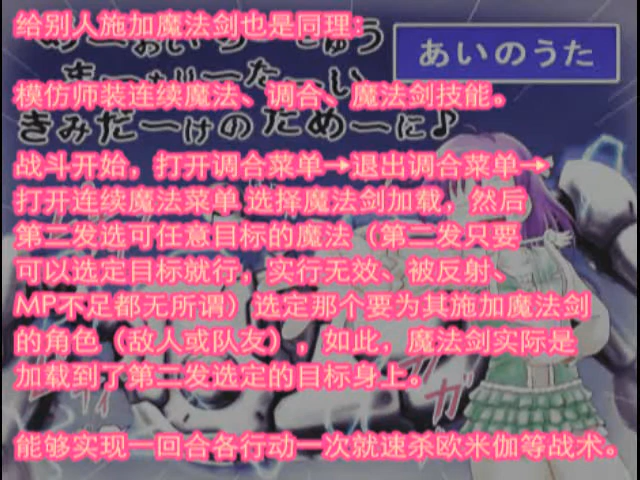 给别人施加魔法剑也是同理:
あいのうた
模仿师装连续魔法、调合、魔法剑技能。
きみだーけのためーに♪
战斗开始，打开调合菜单→退出调合菜单→
打开连续魔法菜单 选择魔法剑加载，然后
第二发选可任意目标的魔法（第二发只要
可以选定目标就行，实行无效、被反射、
MP不足都无所谓）选定那个要为其施加魔法剑
的角色（敌人或队友），如此，魔法剑实际是
加载到了第二发选定的目标身上。
能够实现一回合各行动一次就速杀欧米伽等战术。